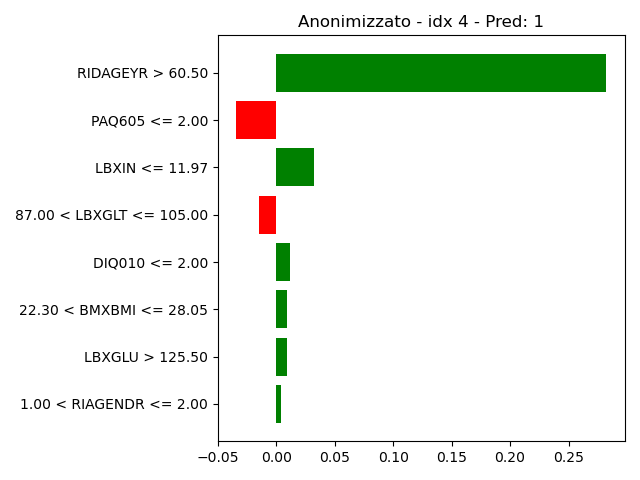 Anonimizzato - idx 4 - Pred: 1
RIDAGEYR > 60.50
PAQ605 <= 2.00
LBXIN <= 11.97
87.00 < LBXGLT <= 105.00
DIQ010 <= 2.00
22.30 < BMXBMI <= 28.05
LBXGLU > 125.50
1.00 < RIAGENDR <= 2.00
−0.05 0.00 0.05 0.10 0.15 0.20 0.25